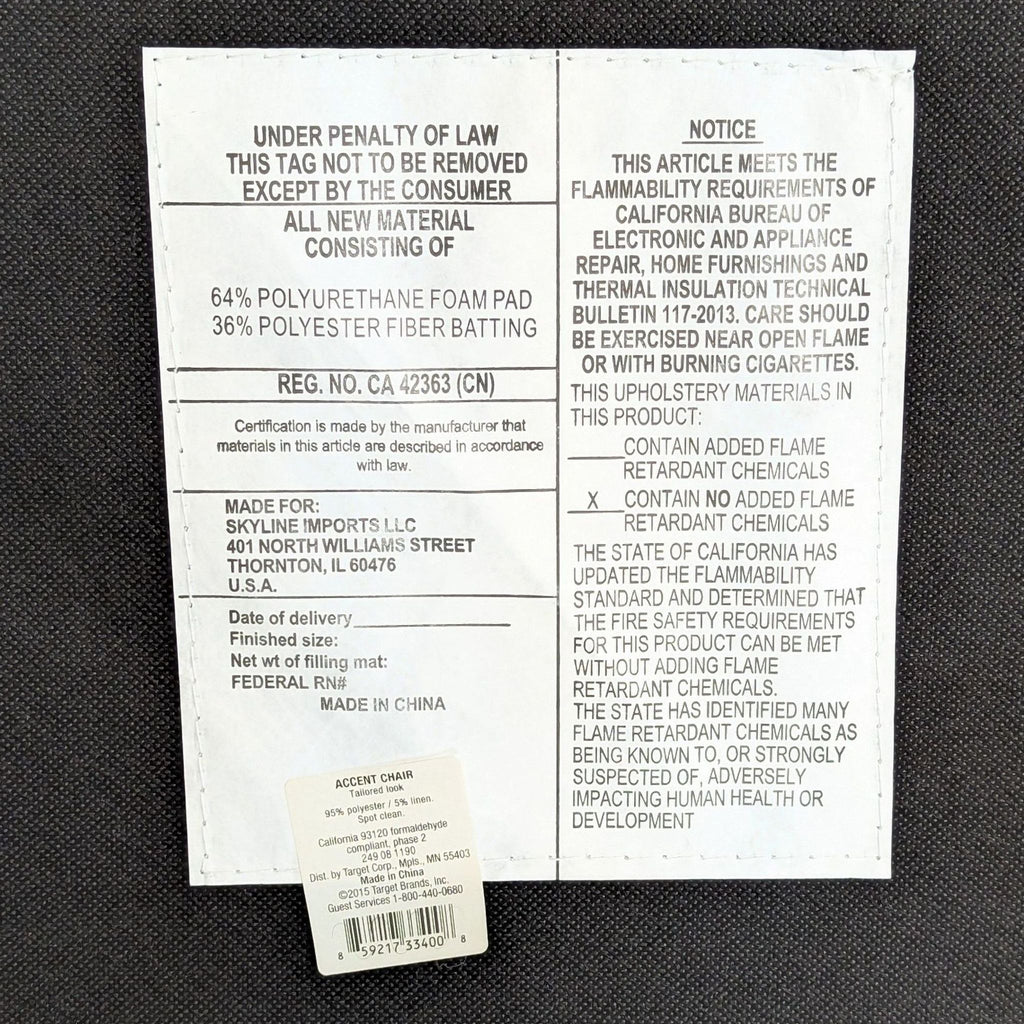 UNDER PENALTY OF LAW
THIS TAG NOT TO BE REMOVED
EXCEPT BY THE CONSUMER
ALL NEW MATERIAL
CONSISTING OF
64% POLYURETHANE FOAM PAD
36% POLYESTER FIBER BATTING
REG. NO. CA 42363 (CN)
Certification is made by the manufacturer that
materials in this article are described in accordance
with law.
MADE FOR:
SKYLINE IMPORTS LLC
401 NORTH WILLIAMS STREET
THORNTON, IL 60476
U.S.A.
Date of delivery
Finished size:
Net wt of filling mat:
FEDERAL RN#
MADE IN CHINA
NOTICE
THIS ARTICLE MEETS THE
FLAMMABILITY REQUIREMENTS OF
CALIFORNIA BUREAU OF
ELECTRONIC AND APPLIANCE
REPAIR, HOME FURNISHINGS AND
THERMAL INSULATION TECHNICAL
BULLETIN 117-2013. CARE SHOULD
BE EXERCISED NEAR OPEN FLAME
OR WITH BURNING CIGARETTES.
THIS UPHOLSTERY MATERIALS IN
THIS PRODUCT:
CONTAIN ADDED FLAME
RETARDANT CHEMICALS
X CONTAIN NO ADDED FLAME
RETARDANT CHEMICALS
THE STATE OF CALIFORNIA HAS
UPDATED THE FLAMMABILITY
STANDARD AND DETERMINED THAT
THE FIRE SAFETY REQUIREMENTS
FOR THIS PRODUCT CAN BE MET
WITHOUT ADDING FLAME
RETARDANT CHEMICALS.
THE STATE HAS IDENTIFIED MANY
FLAME RETARDANT CHEMICALS AS
BEING KNOWN TO, OR STRONGLY
SUSPECTED OF, ADVERSELY
IMPACTING HUMAN HEALTH OR
DEVELOPMENT
ACCENT CHAIR
Tailored look
95% polyester / 5% linen.
Spot clean.
California 93120 formaldehyde
compliant, phase 2
249 08 1190
Dist. by Target Corp., Mpls., MN 55403
Made in China
©2015 Target Brands, Inc.
Guest Services 1-800-440-0680
8 59217 33400 8